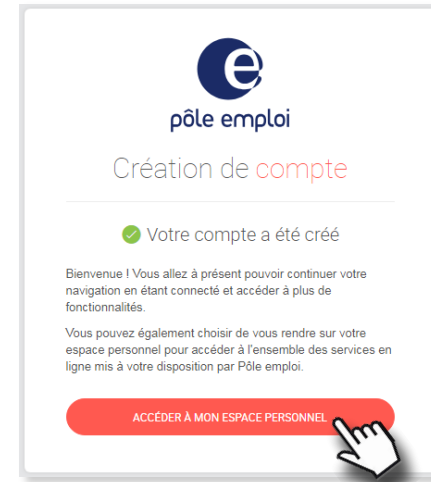 pôle emploi
Création de compte
Votre compte a été créé
Bienvenue ! Vous allez à présent pouvoir continuer votre
navigation en étant connecté et accéder à plus de
fonctionnalités.
Vous pouvez également choisir de vous rendre sur votre
espace personnel pour accéder à l'ensemble des services en
ligne mis à votre disposition par Pôle emploi.
ACCÉDER À MON ESPACE PERSONNEL